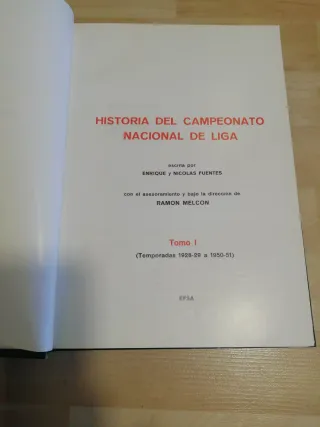 HISTORIA DEL CAMPEONATO
NACIONAL DE LIGA
escrita por
ENRIQUE y NICOLAS FUENTES
con el asesoramiento y bajo la dirección de
RAMON MELCON
Tomo I
(Temporadas 1928-29 a 1950-51)
EFSA